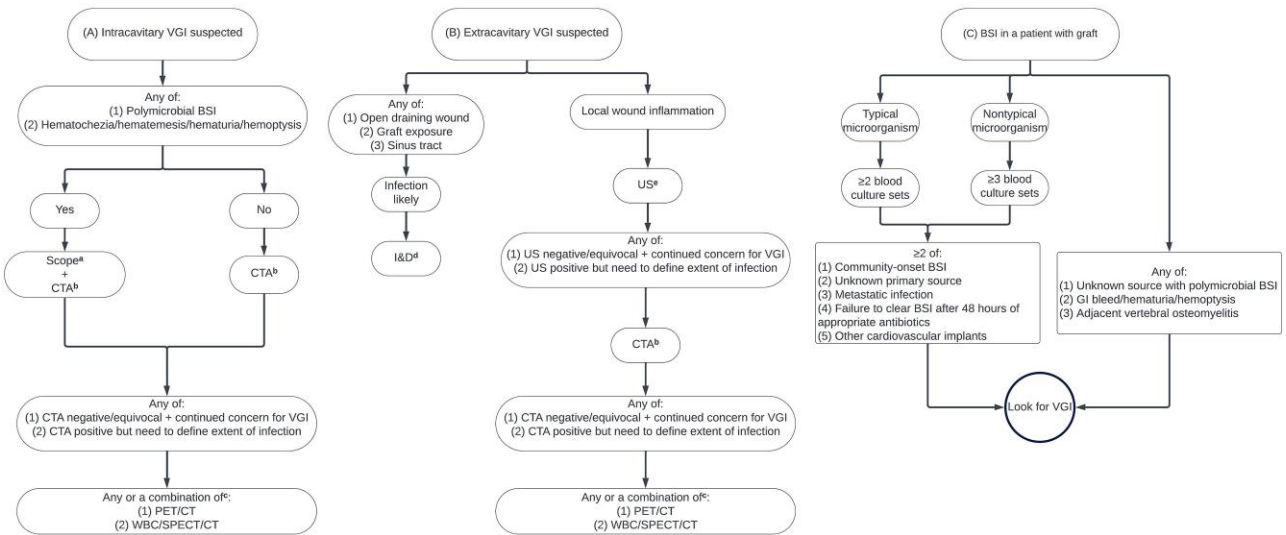 (A) Intracavitary VGI suspected
Any of:
(1) Polymicrobial BSI
(2) Hematochezia/hematemesis/hematuria/hemoptysis
Yes
No
Scopeᵃ
+
CTAᵇ
CTAᵇ
Any of:
(1) CTA negative/equivocal + continued concern for VGI
(2) CTA positive but need to define extent of infection
Any or a combination ofᶜ:
(1) PET/CT
(2) WBC/SPECT/CT
(B) Extracavitary VGI suspected
Any of:
(1) Open draining wound
(2) Graft exposure
(3) Sinus tract
Local wound inflammation
Infection
likely
USᵉ
I&Dᵈ
Any of:
(1) US negative/equivocal + continued concern for VGI
(2) US positive but need to define extent of infection
CTAᵇ
Any of:
(1) CTA negative/equivocal + continued concern for VGI
(2) CTA positive but need to define extent of infection
Any or a combination ofᶜ:
(1) PET/CT
(2) WBC/SPECT/CT
(C) BSI in a patient with graft
Typical
microorganism
Nontypical
microorganism
≥2 blood
culture sets
≥3 blood
culture sets
≥2 of:
(1) Community-onset BSI
(2) Unknown primary source
(3) Metastatic infection
(4) Failure to clear BSI after 48 hours of
appropriate antibiotics
(5) Other cardiovascular implants
Any of:
(1) Unknown source with polymicrobial BSI
(2) GI bleed/hematuria/hemoptysis
(3) Adjacent vertebral osteomyelitis
Look for VGI